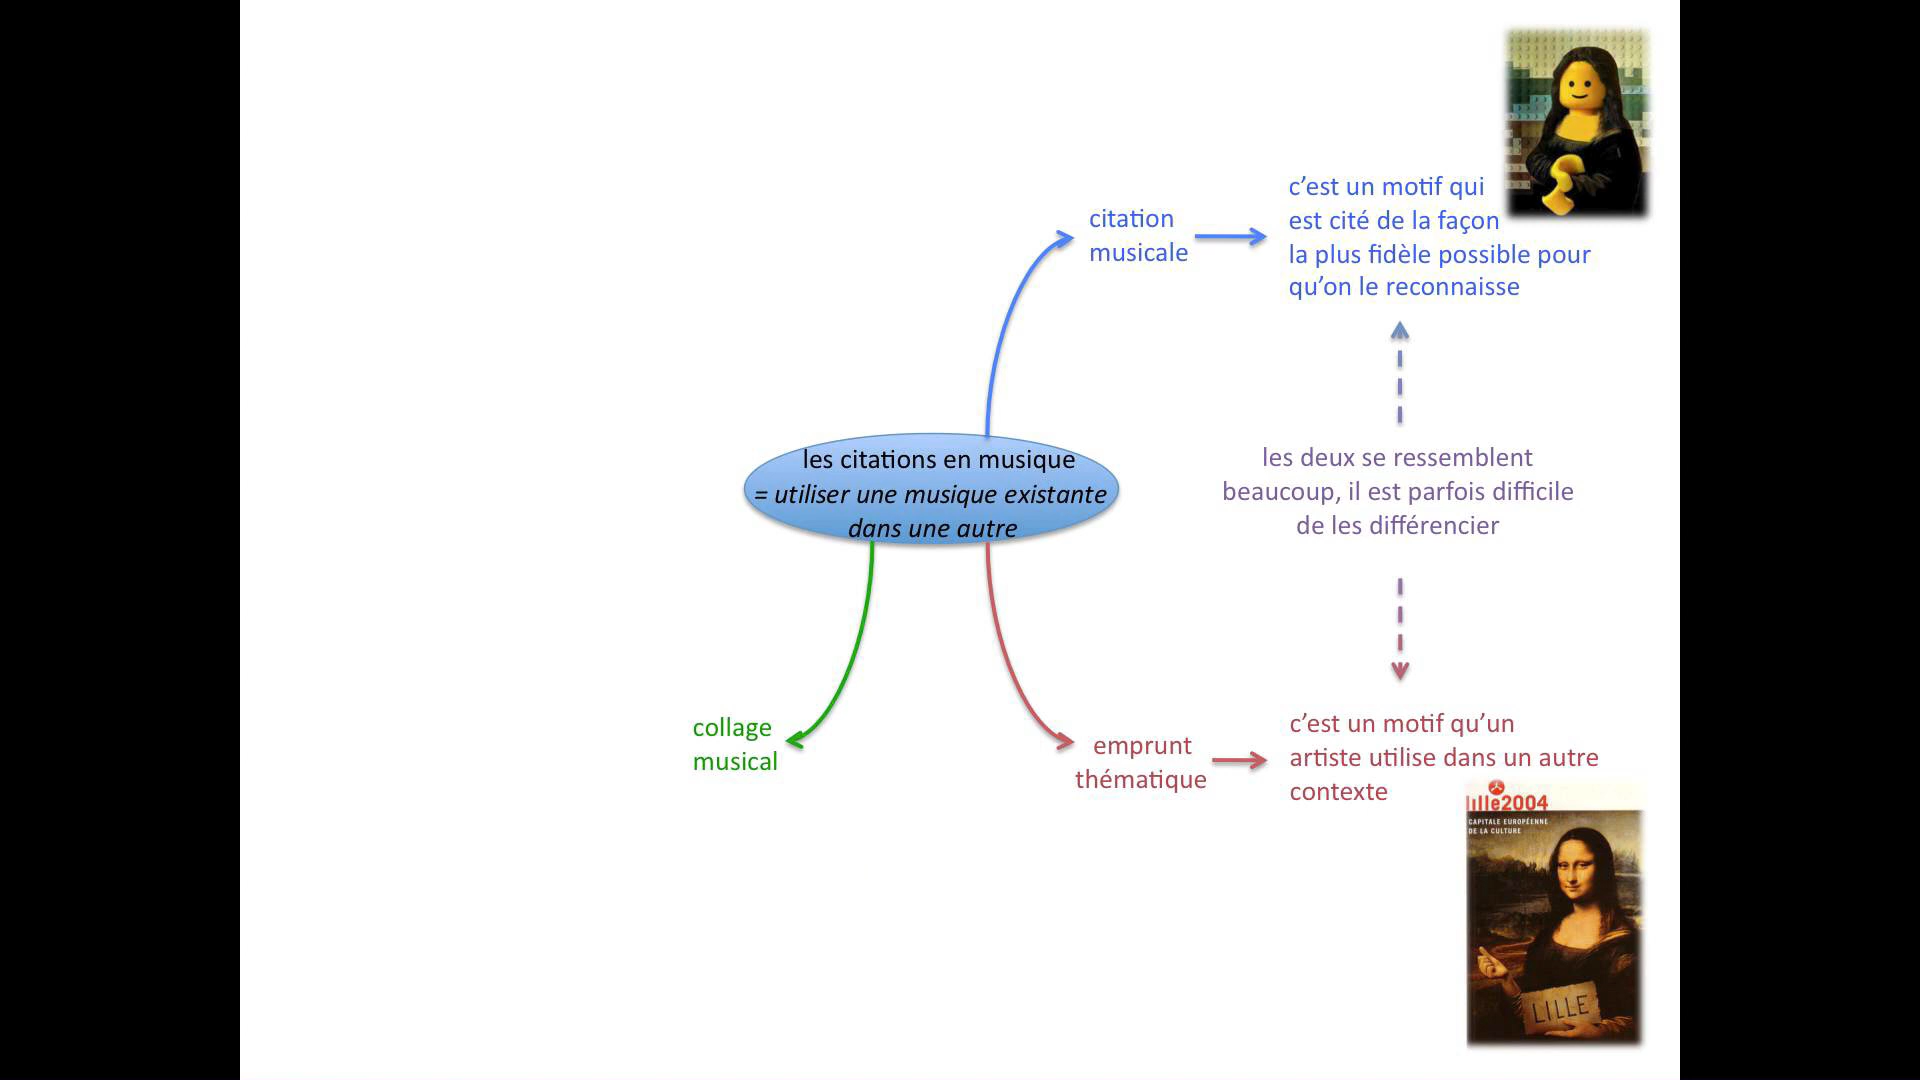 citation
musicale
c’est un motif qui
est cité de la façon
la plus fidèle possible pour
qu’on le reconnaisse
les citations en musique
= utiliser une musique existante
dans une autre
les deux se ressemblent
beaucoup, il est parfois difficile
de les différencier
collage
musical
emprunt
thématique
c’est un motif qu’un
artiste utilise dans un autre
contexte
lille2004
CAPITALE EUROPÉENNE
DE LA CULTURE
LILLE